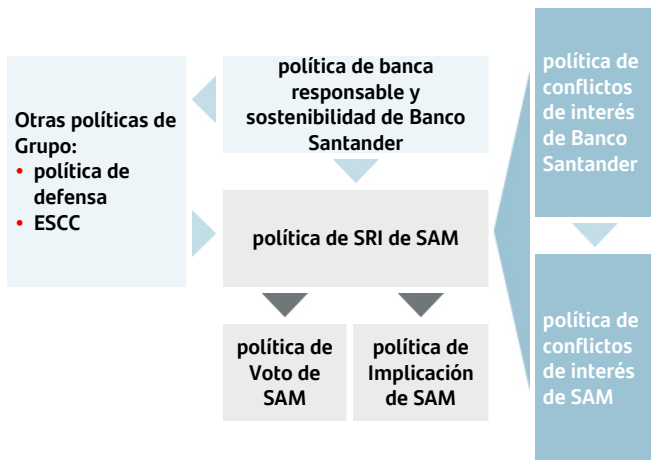 Otras políticas de
Grupo:
• política de
defensa
• ESCC
política de banca
responsable y
sostenibilidad de Banco
Santander
política de SRI de SAM
política de
Voto de
SAM
política de
Implicación
de SAM
política de
conflictos
de interés
de Banco
Santander
política de
conflictos
de interés
de SAM